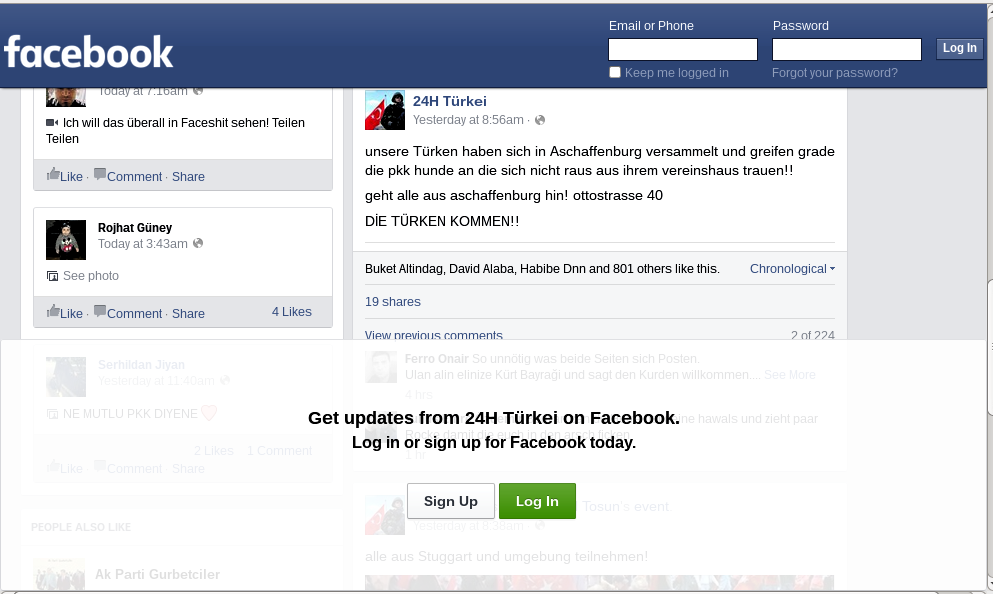 Email or Phone
Password
facebook
Log In
Keep me logged in
Forgot your password?
Today at 7:16am
Ich will das überall in Faceshit sehen! Teilen
Teilen
Like · Comment · Share
Rojhat Güney
Today at 3:43am
See photo
Like · Comment · Share
4 Likes
Serhildan Jiyan
Yesterday at 11:48am
NE MUTLU PKK DIYENE
2 Likes 1 Comment
Like · Comment · Share
PEOPLE ALSO LIKE
Ak Parti Gurbetciler
24H Türkei
Yesterday at 8:56am ·
unsere Türken haben sich in Aschaffenburg versammelt und greifen grade
die pkk hunde an die sich nicht raus aus ihrem vereinshaus trauen!!
geht alle aus aschaffenburg hin! ottostrasse 40
DİE TÜRKEN KOMMEN!!
Buket Altindag, David Alaba, Habibe Dnn and 801 others like this.
Chronological
19 shares
View previous comments
2 of 224
Ferro Onair So unnötig was beide Seiten sich Posten.
Ulan alin elinize Kürt Bayraği und sagt den Kurden willkommen.... See More
4 hrs
hawals und zieht paar
1 hr
Get updates from 24H Türkei on Facebook.
Log in or sign up for Facebook today.
Sign Up
Log In
Tosun's event.
Yesterday at 8:38am
alle aus Stuggart und umgebung teilnehmen!